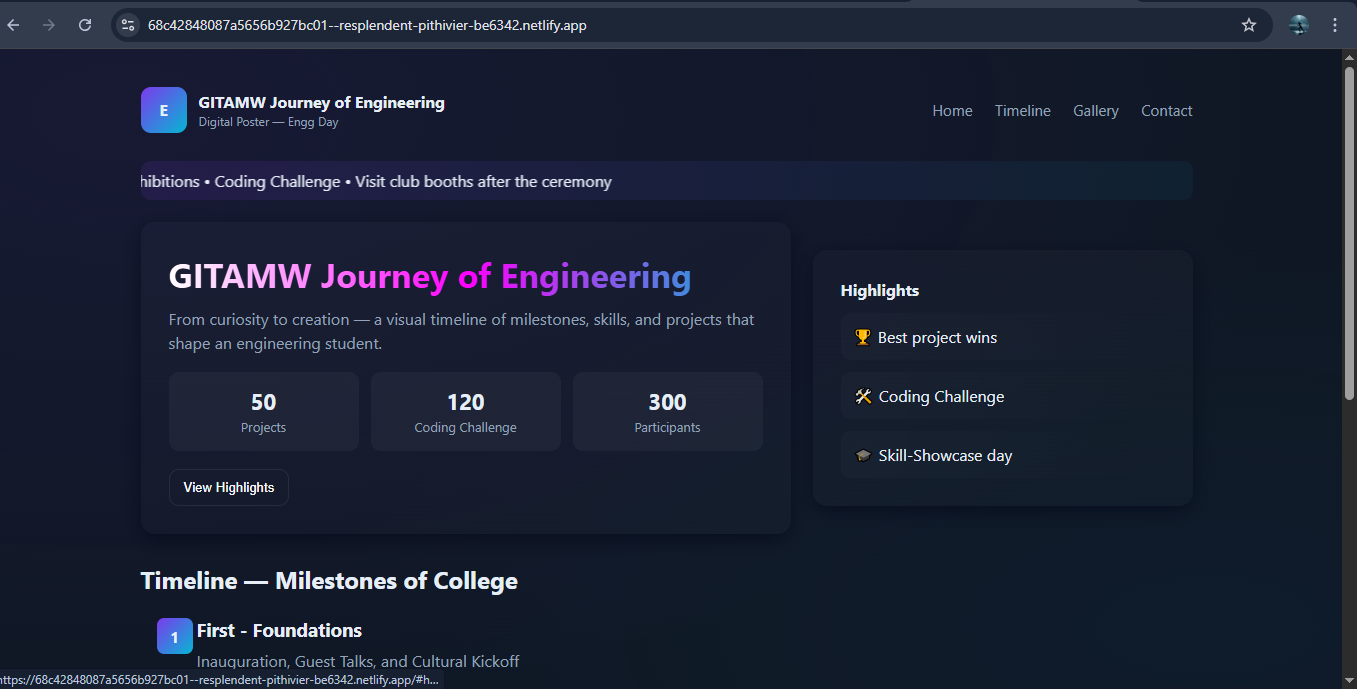 68c42848087a5656b927bc01--resplendent-pithivier-be6342.netlify.app
E
GITAMW Journey of Engineering
Digital Poster — Engg Day
Home Timeline Gallery Contact
hibitions • Coding Challenge • Visit club booths after the ceremony
GITAMW Journey of Engineering
From curiosity to creation — a visual timeline of milestones, skills, and projects that
shape an engineering student.
50
Projects
120
Coding Challenge
300
Participants
View Highlights
Highlights
🏆 Best project wins
🛠️ Coding Challenge
🎓 Skill-Showcase day
Timeline — Milestones of College
1
First - Foundations
Inauguration, Guest Talks, and Cultural Kickoff
https://68c42848087a5656b927bc01--resplendent-pithivier-be6342.netlify.app/#h...